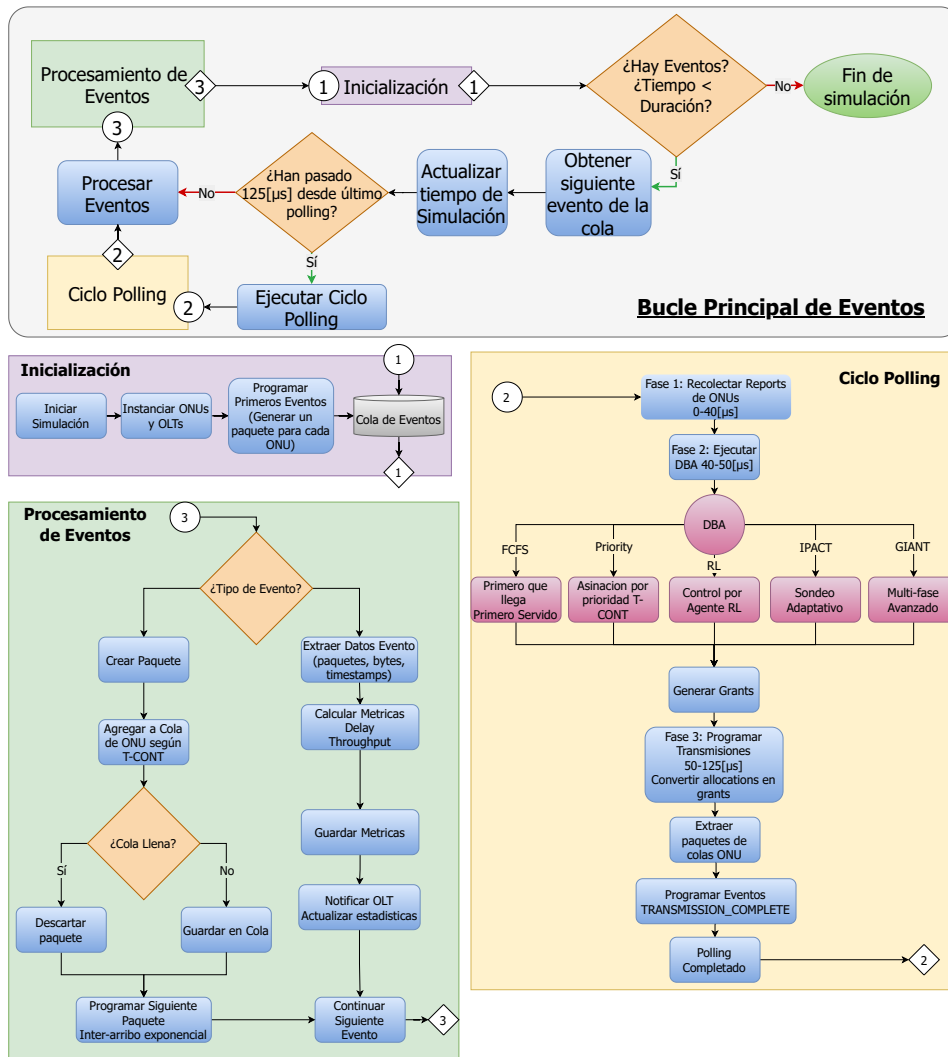 Procesamiento de
Eventos
3
1
Inicialización
1
¿Hay Eventos?
¿Tiempo <
Duración?
No
Fin de
simulación
3
Sí
Procesar
Eventos
No
¿Han pasado
125[µs] desde último
polling?
Actualizar
tiempo de
Simulación
Obtener
siguiente
evento de la
cola
2
Sí
Ciclo Polling
2
Ejecutar Ciclo
Polling
Bucle Principal de Eventos
Inicialización
1
Iniciar
Simulación
Instanciar ONUs
y OLTs
Programar
Primeros Eventos
(Generar un
paquete para cada
ONU)
Cola de Eventos
1
Ciclo Polling
2
Fase 1: Recolectar Reports
de ONUs
0-40[µs]
Fase 2: Ejecutar
DBA 40-50[µs]
DBA
FCFS
Priority
RL
IPACT
GIANT
Primero que
llega
Primero Servido
Asinacion por
prioridad T-
CONT
Control por
Agente RL
Sondeo
Adaptativo
Multi-fase
Avanzado
Generar Grants
Fase 3: Programar
Transmisiones
50-125[µs]
Convertir allocations en
grants
Extraer
paquetes de
colas ONU
Programar Eventos
TRANSMISSION_COMPLETE
Polling
Completado
2
Procesamiento
de Eventos
3
¿Tipo de Evento?
Crear Paquete
Extraer Datos Evento
(paquetes, bytes,
timestamps)
Agregar a Cola
de ONU según
T-CONT
Calcular Metricas
Delay
Throughput
¿Cola Llena?
Guardar Metricas
Sí
No
Descartar
paquete
Guardar en Cola
Notificar OLT
Actualizar estadisticas
Programar Siguiente
Paquete
Inter-arribo exponencial
Continuar
Siguiente
Evento
3